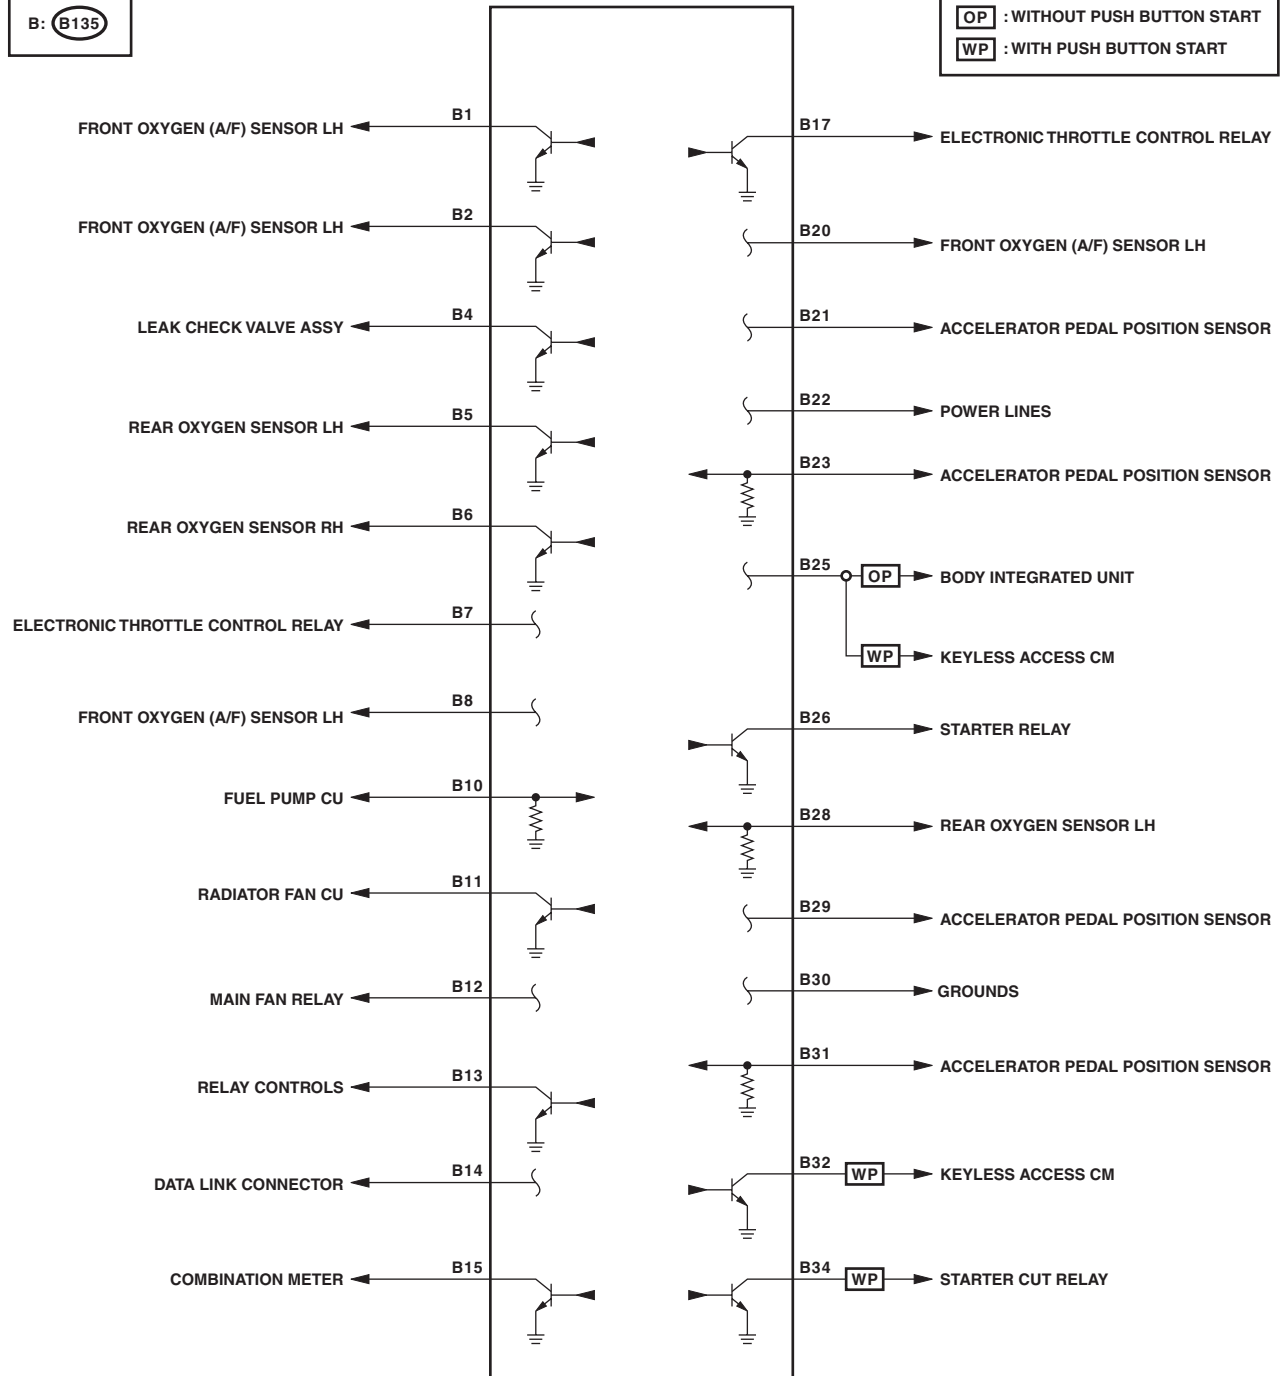 B: B135
OP : WITHOUT PUSH BUTTON START
WP : WITH PUSH BUTTON START
FRONT OXYGEN (A/F) SENSOR LH B1
FRONT OXYGEN (A/F) SENSOR LH B2
LEAK CHECK VALVE ASSY B4
REAR OXYGEN SENSOR LH B5
REAR OXYGEN SENSOR RH B6
ELECTRONIC THROTTLE CONTROL RELAY B7
FRONT OXYGEN (A/F) SENSOR LH B8
FUEL PUMP CU B10
RADIATOR FAN CU B11
MAIN FAN RELAY B12
RELAY CONTROLS B13
DATA LINK CONNECTOR B14
COMBINATION METER B15
B17 ELECTRONIC THROTTLE CONTROL RELAY
B20 FRONT OXYGEN (A/F) SENSOR LH
B21 ACCELERATOR PEDAL POSITION SENSOR
B22 POWER LINES
B23 ACCELERATOR PEDAL POSITION SENSOR
B25 OP BODY INTEGRATED UNIT
WP KEYLESS ACCESS CM
B26 STARTER RELAY
B28 REAR OXYGEN SENSOR LH
B29 ACCELERATOR PEDAL POSITION SENSOR
B30 GROUNDS
B31 ACCELERATOR PEDAL POSITION SENSOR
B32 WP KEYLESS ACCESS CM
B34 WP STARTER CUT RELAY